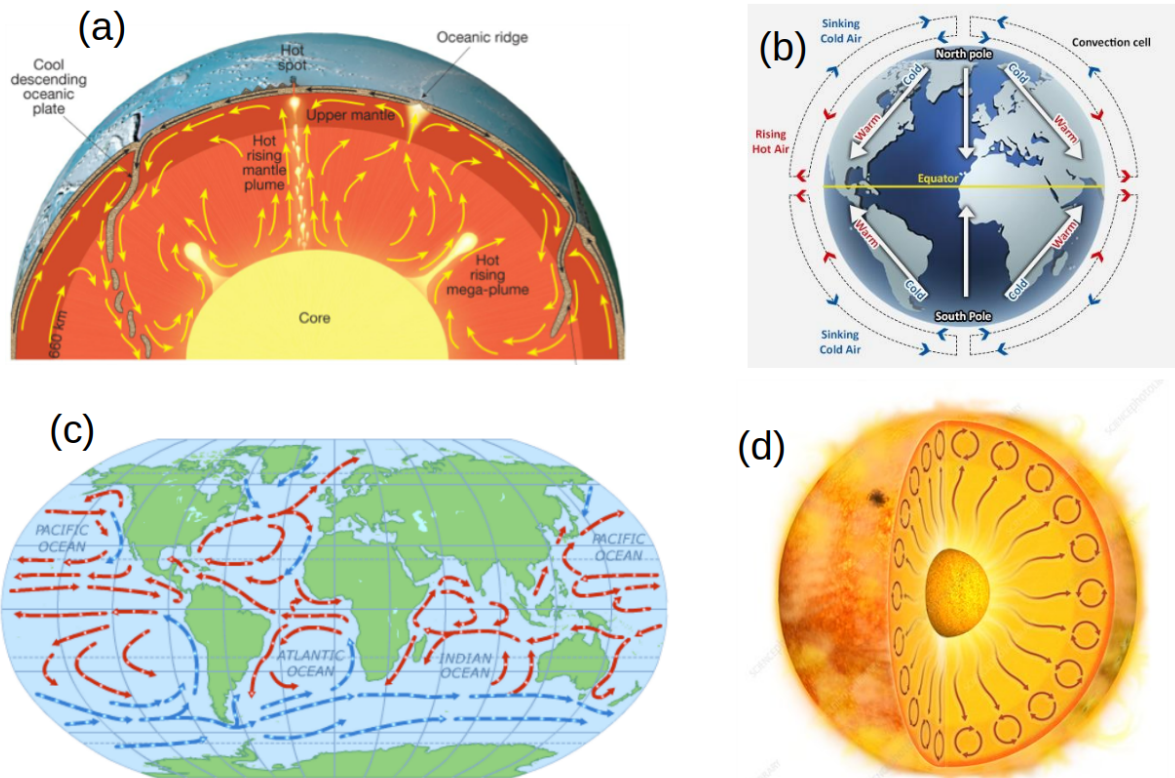 (a)
Hot
spot
Oceanic ridge
Cool
descending
oceanic
plate
Upper mantle
Hot
rising
mantle
plume
Hot
rising
mega-plume
Core
660 km
(b)
Sinking
Cold Air
North pole
Convection cell
Cold
Cold
Warm
Warm
Rising
Hot Air
Equator
Warm
Warm
Cold
Cold
South Pole
Sinking
Cold Air
(c)
PACIFIC
OCEAN
PACIFIC
OCEAN
ATLANTIC
OCEAN
INDIAN
OCEAN
(d)